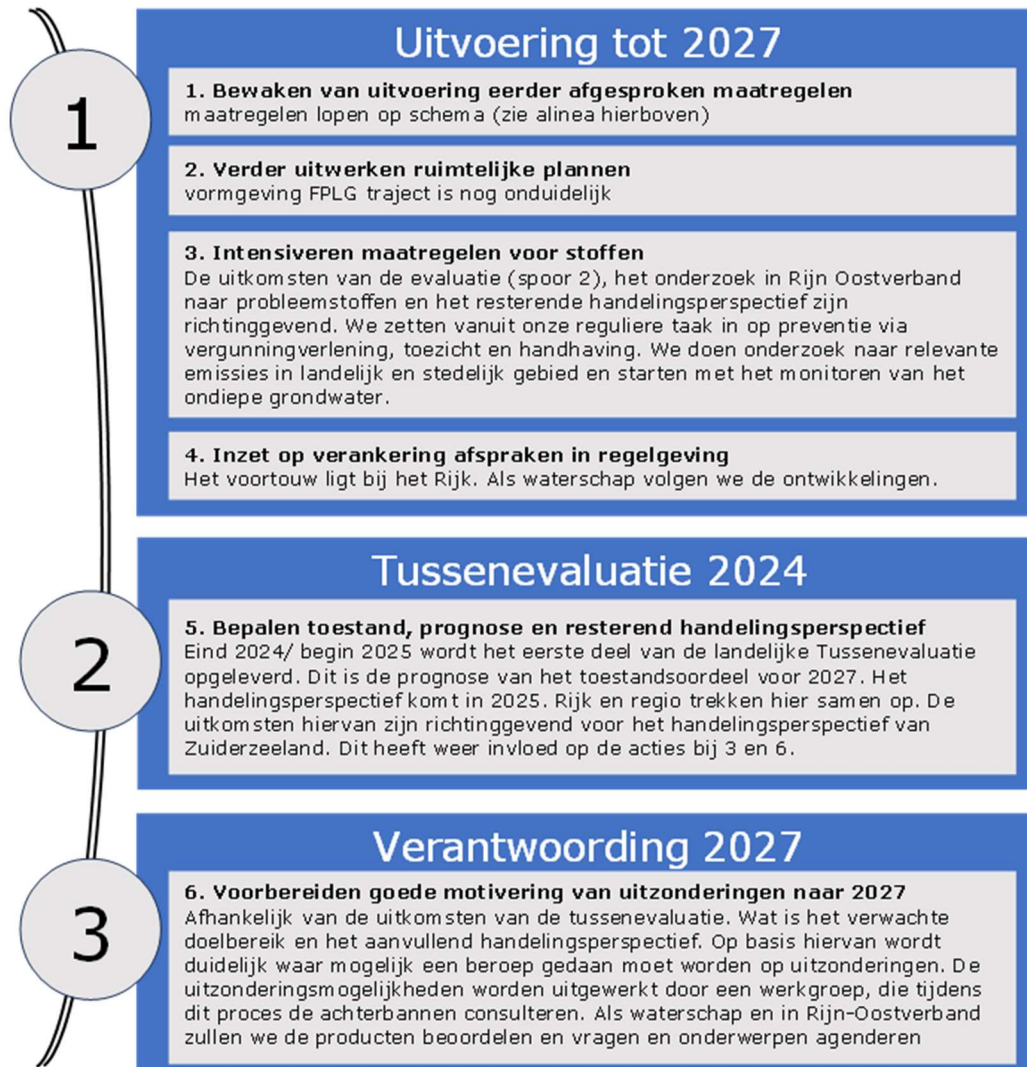 1
Uitvoering tot 2027
1. Bewaken van uitvoering eerder afgesproken maatregelen
maatregelen lopen op schema (zie alinea hierboven)
2. Verder uitwerken ruimtelijke plannen
vormgeving FPLG traject is nog onduidelijk
3. Intensiveren maatregelen voor stoffen
De uitkomsten van de evaluatie (spoor 2), het onderzoek in Rijn Oostverband
naar probleemstoffen en het resterende handelingsperspectief zijn
richtinggevend. We zetten vanuit onze reguliere taak in op preventie via
vergunningverlening, toezicht en handhaving. We doen onderzoek naar relevante
emissies in landelijk en stedelijk gebied en starten met het monitoren van het
ondiepe grondwater.
4. Inzet op verankering afspraken in regelgeving
Het voortouw ligt bij het Rijk. Als waterschap volgen we de ontwikkelingen.
2
Tussenevaluatie 2024
5. Bepalen toestand, prognose en resterend handelingsperspectief
Eind 2024/ begin 2025 wordt het eerste deel van de landelijke Tussenevaluatie
opgeleverd. Dit is de prognose van het toestandsoordeel voor 2027. Het
handelingsperspectief komt in 2025. Rijk en regio trekken hier samen op. De
uitkomsten hiervan zijn richtinggevend voor het handelingsperspectief van
Zuiderzeeland. Dit heeft weer invloed op de acties bij 3 en 6.
3
Verantwoording 2027
6. Voorbereiden goede motivering van uitzonderingen naar 2027
Afhankelijk van de uitkomsten van de tussenevaluatie. Wat is het verwachte
doelbereik en het aanvullend handelingsperspectief. Op basis hiervan wordt
duidelijk waar mogelijk een beroep gedaan moet worden op uitzonderingen. De
uitzonderingsmogelijkheden worden uitgewerkt door een werkgroep, die tijdens
dit proces de achterbannen consulteren. Als waterschap en in Rijn-Oostverband
zullen we de producten beoordelen en vragen en onderwerpen agenderen